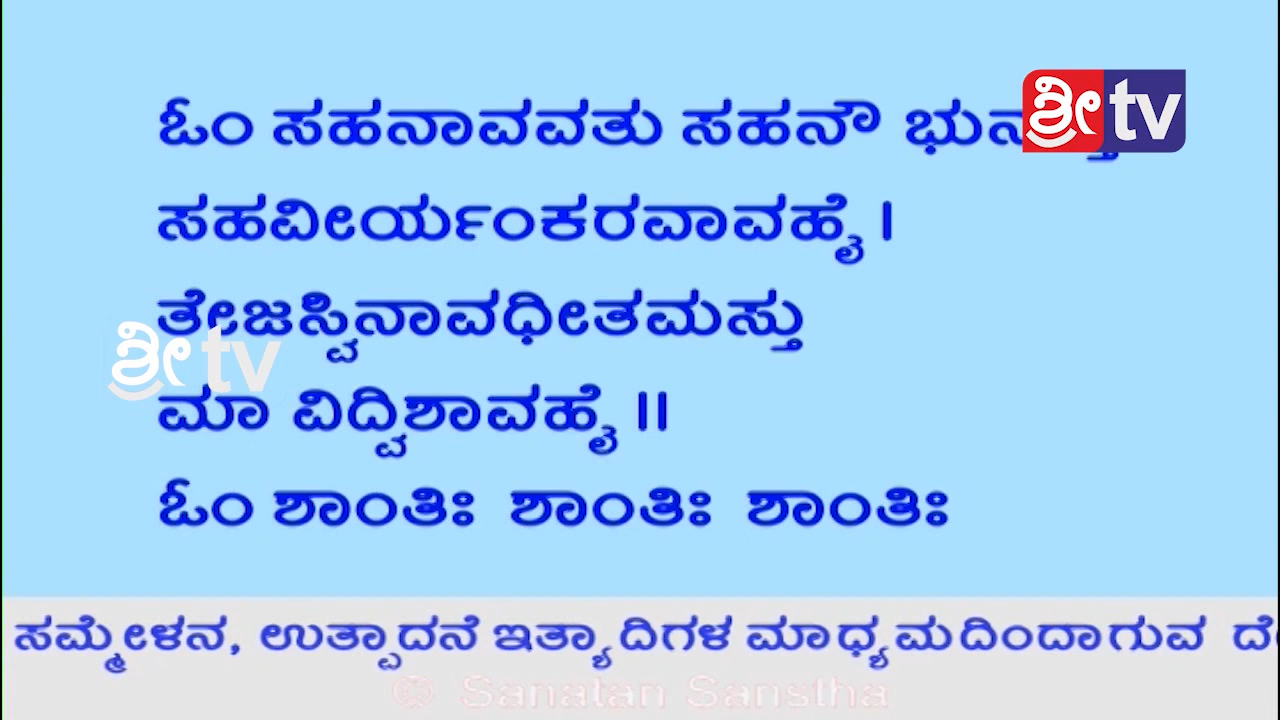 ಓಂ ಸಹನಾವವತು ಸಹನೌ
ಶ್ರೀ tv
ಸಹವೀರ್ಯಂಕರವಾವಹೈ ।
ತೇಜಸ್ವಿನಾವಧೀತಮಸ್ತು
ಶ್ರೀ tv
ಮಾ ವಿದ್ವಿಶಾವಹೈ ॥
ಓಂ ಶಾಂತಿಃ ಶಾಂತಿಃ ಶಾಂತಿಃ
ಸಮ್ಮೇಳನ, ಉತ್ಪಾದನೆ ಇತ್ಯಾದಿಗಳ ಮಾಧ್ಯಮದಿಂದಾಗುವ
© Sanatan Sanstha